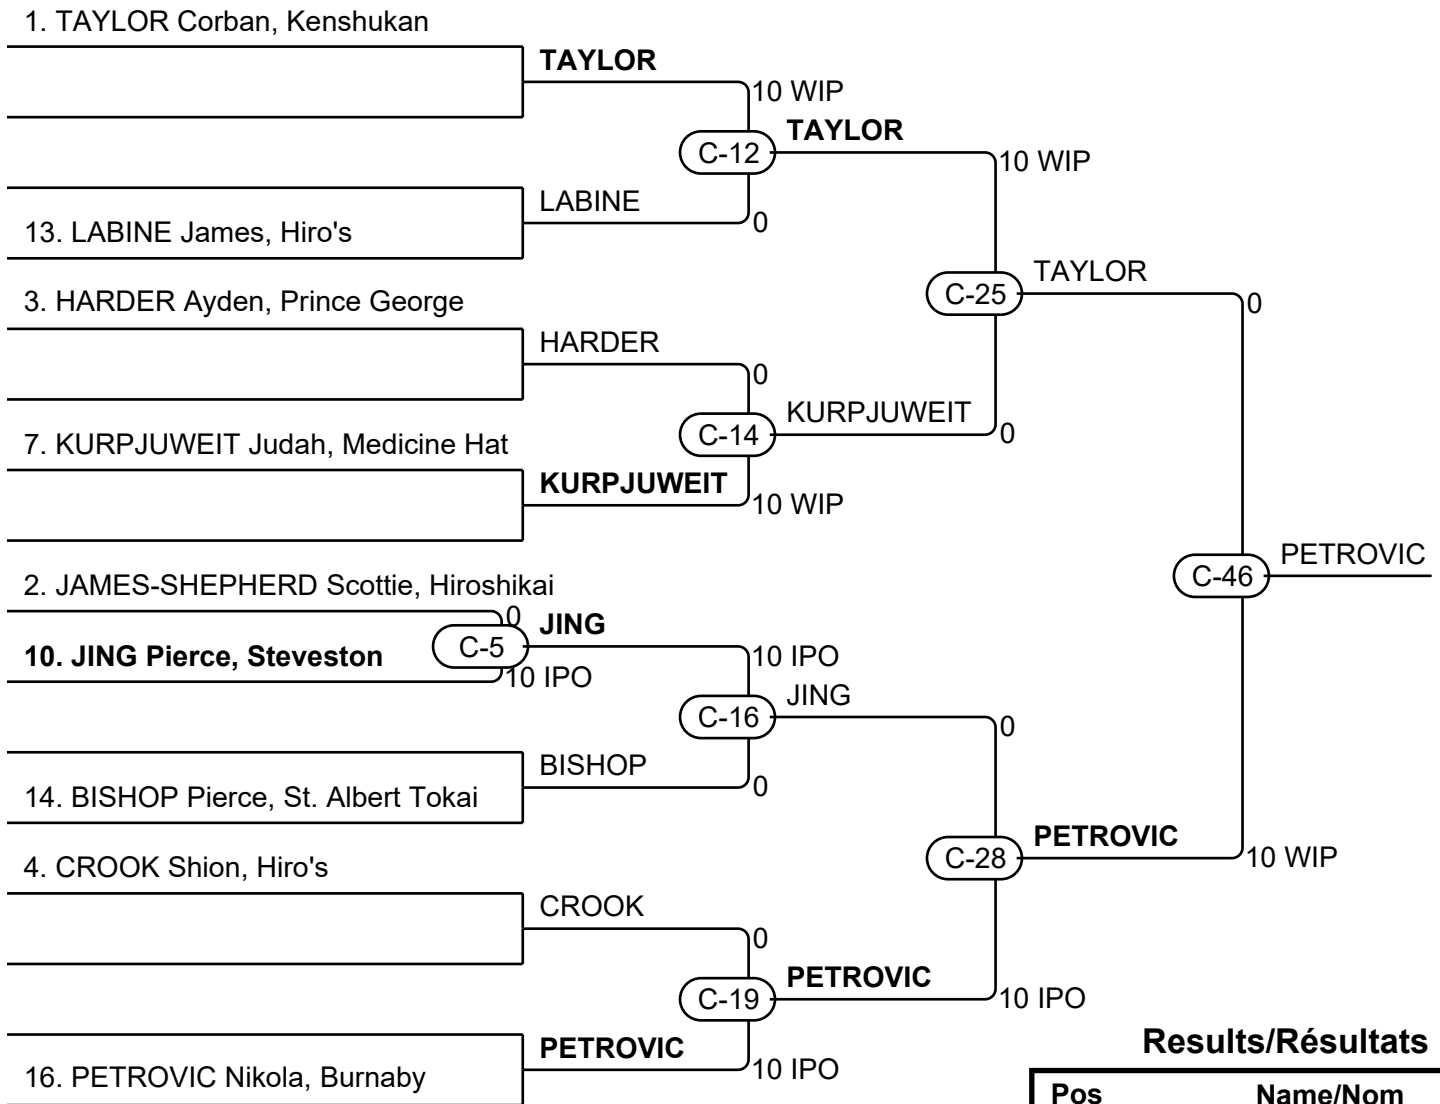 1. TAYLOR Corban, Kenshukan
TAYLOR
10 WIP
TAYLOR
C-12
10 WIP
LABINE
0
13. LABINE James, Hiro's
TAYLOR
C-25
0
3. HARDER Ayden, Prince George
HARDER
0
KURPJUWEIT
C-14
0
7. KURPJUWEIT Judah, Medicine Hat
KURPJUWEIT
10 WIP
PETROVIC
C-46
2. JAMES-SHEPHERD Scottie, Hiroshikai
0
JING
10. JING Pierce, Steveston
C-5
10 IPO
10 IPO
JING
C-16
0
BISHOP
0
14. BISHOP Pierce, St. Albert Tokai
PETROVIC
C-28
10 WIP
4. CROOK Shion, Hiro's
CROOK
0
PETROVIC
C-19
10 IPO
PETROVIC
10 IPO
16. PETROVIC Nikola, Burnaby
Results/Résultats
Pos Name/Nom